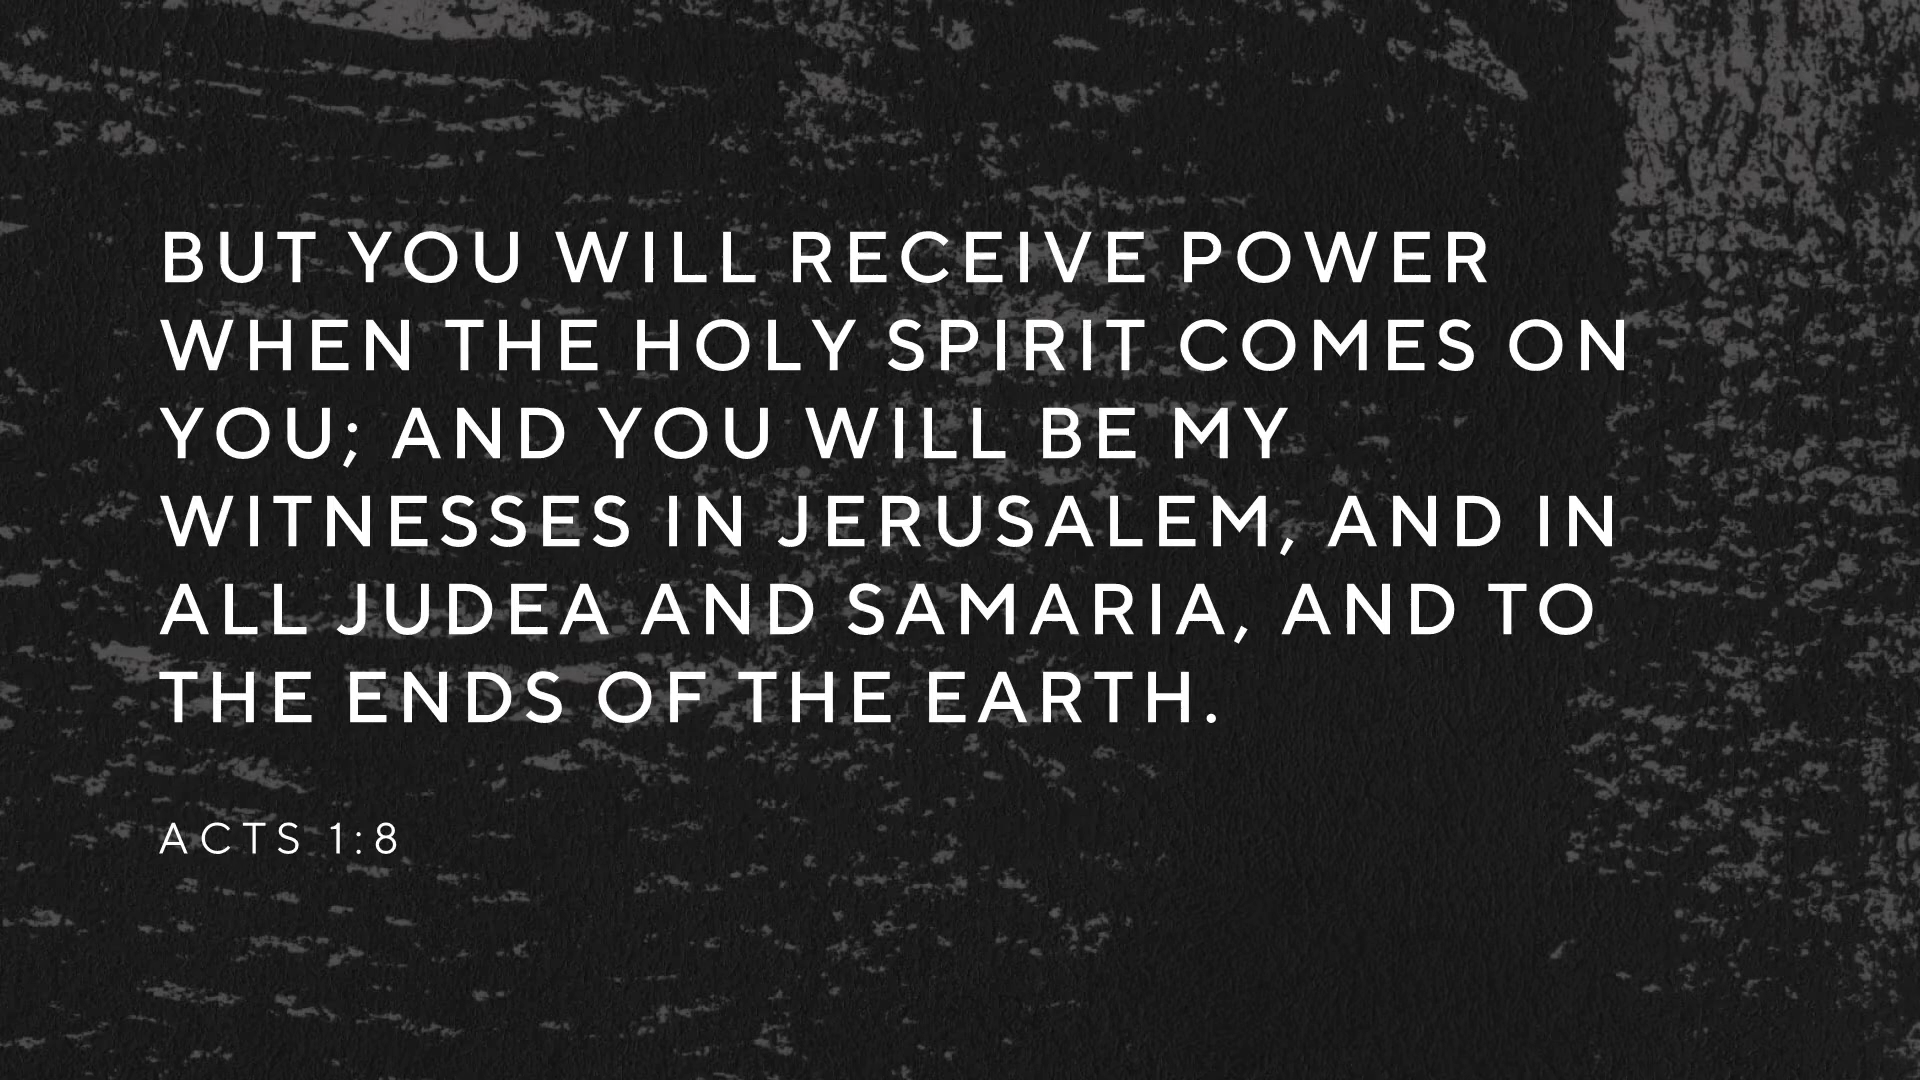 BUT YOU WILL RECEIVE POWER
WHEN THE HOLY SPIRIT COMES ON
YOU; AND YOU WILL BE MY
WITNESSES IN JERUSALEM, AND IN
ALL JUDEA AND SAMARIA, AND TO
THE ENDS OF THE EARTH.
ACTS 1:8